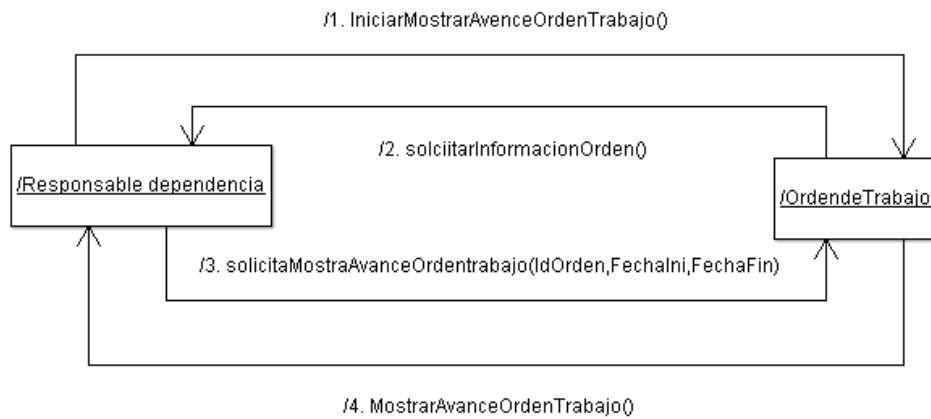 /1. IniciarMostrarAvenceOrdenTrabajo()
/2. solciitarInformacionOrden()
/Responsable dependencia
/OrdendeTrabajo
/3. solicitaMostraAvanceOrdentrabajo(IdOrden,FechaIni,FechaFin)
/4. MostrarAvanceOrdenTrabajo()